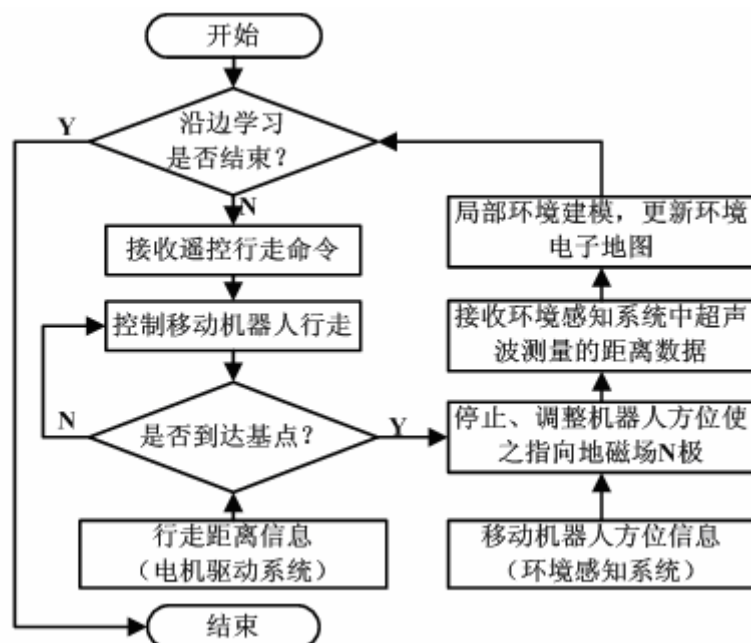 开始
沿边学习
是否结束？
Y
N
接收遥控行走命令
控制移动机器人行走
是否到达基点？
N
Y
行走距离信息
（电机驱动系统）
结束
局部环境建模，更新环境
电子地图
接收环境感知系统中超声
波测量的距离数据
停止、调整机器人方位使
之指向地磁场N极
移动机器人方位信息
（环境感知系统）